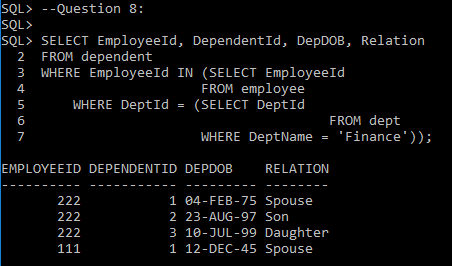 SQL> --Question 8:
SQL>
SQL> SELECT EmployeeId, DependentId, DepDOB, Relation
  2  FROM dependent
  3  WHERE EmployeeId IN (SELECT EmployeeId
  4                       FROM employee
  5      WHERE DeptId = (SELECT DeptId
  6                                        FROM dept
  7                       WHERE DeptName = 'Finance'));

EMPLOYEEID DEPENDENTID DEPDOB    RELATION
---------- ----------- --------- --------
       222           1 04-FEB-75 Spouse
       222           2 23-AUG-97 Son
       222           3 10-JUL-99 Daughter
       111           1 12-DEC-45 Spouse